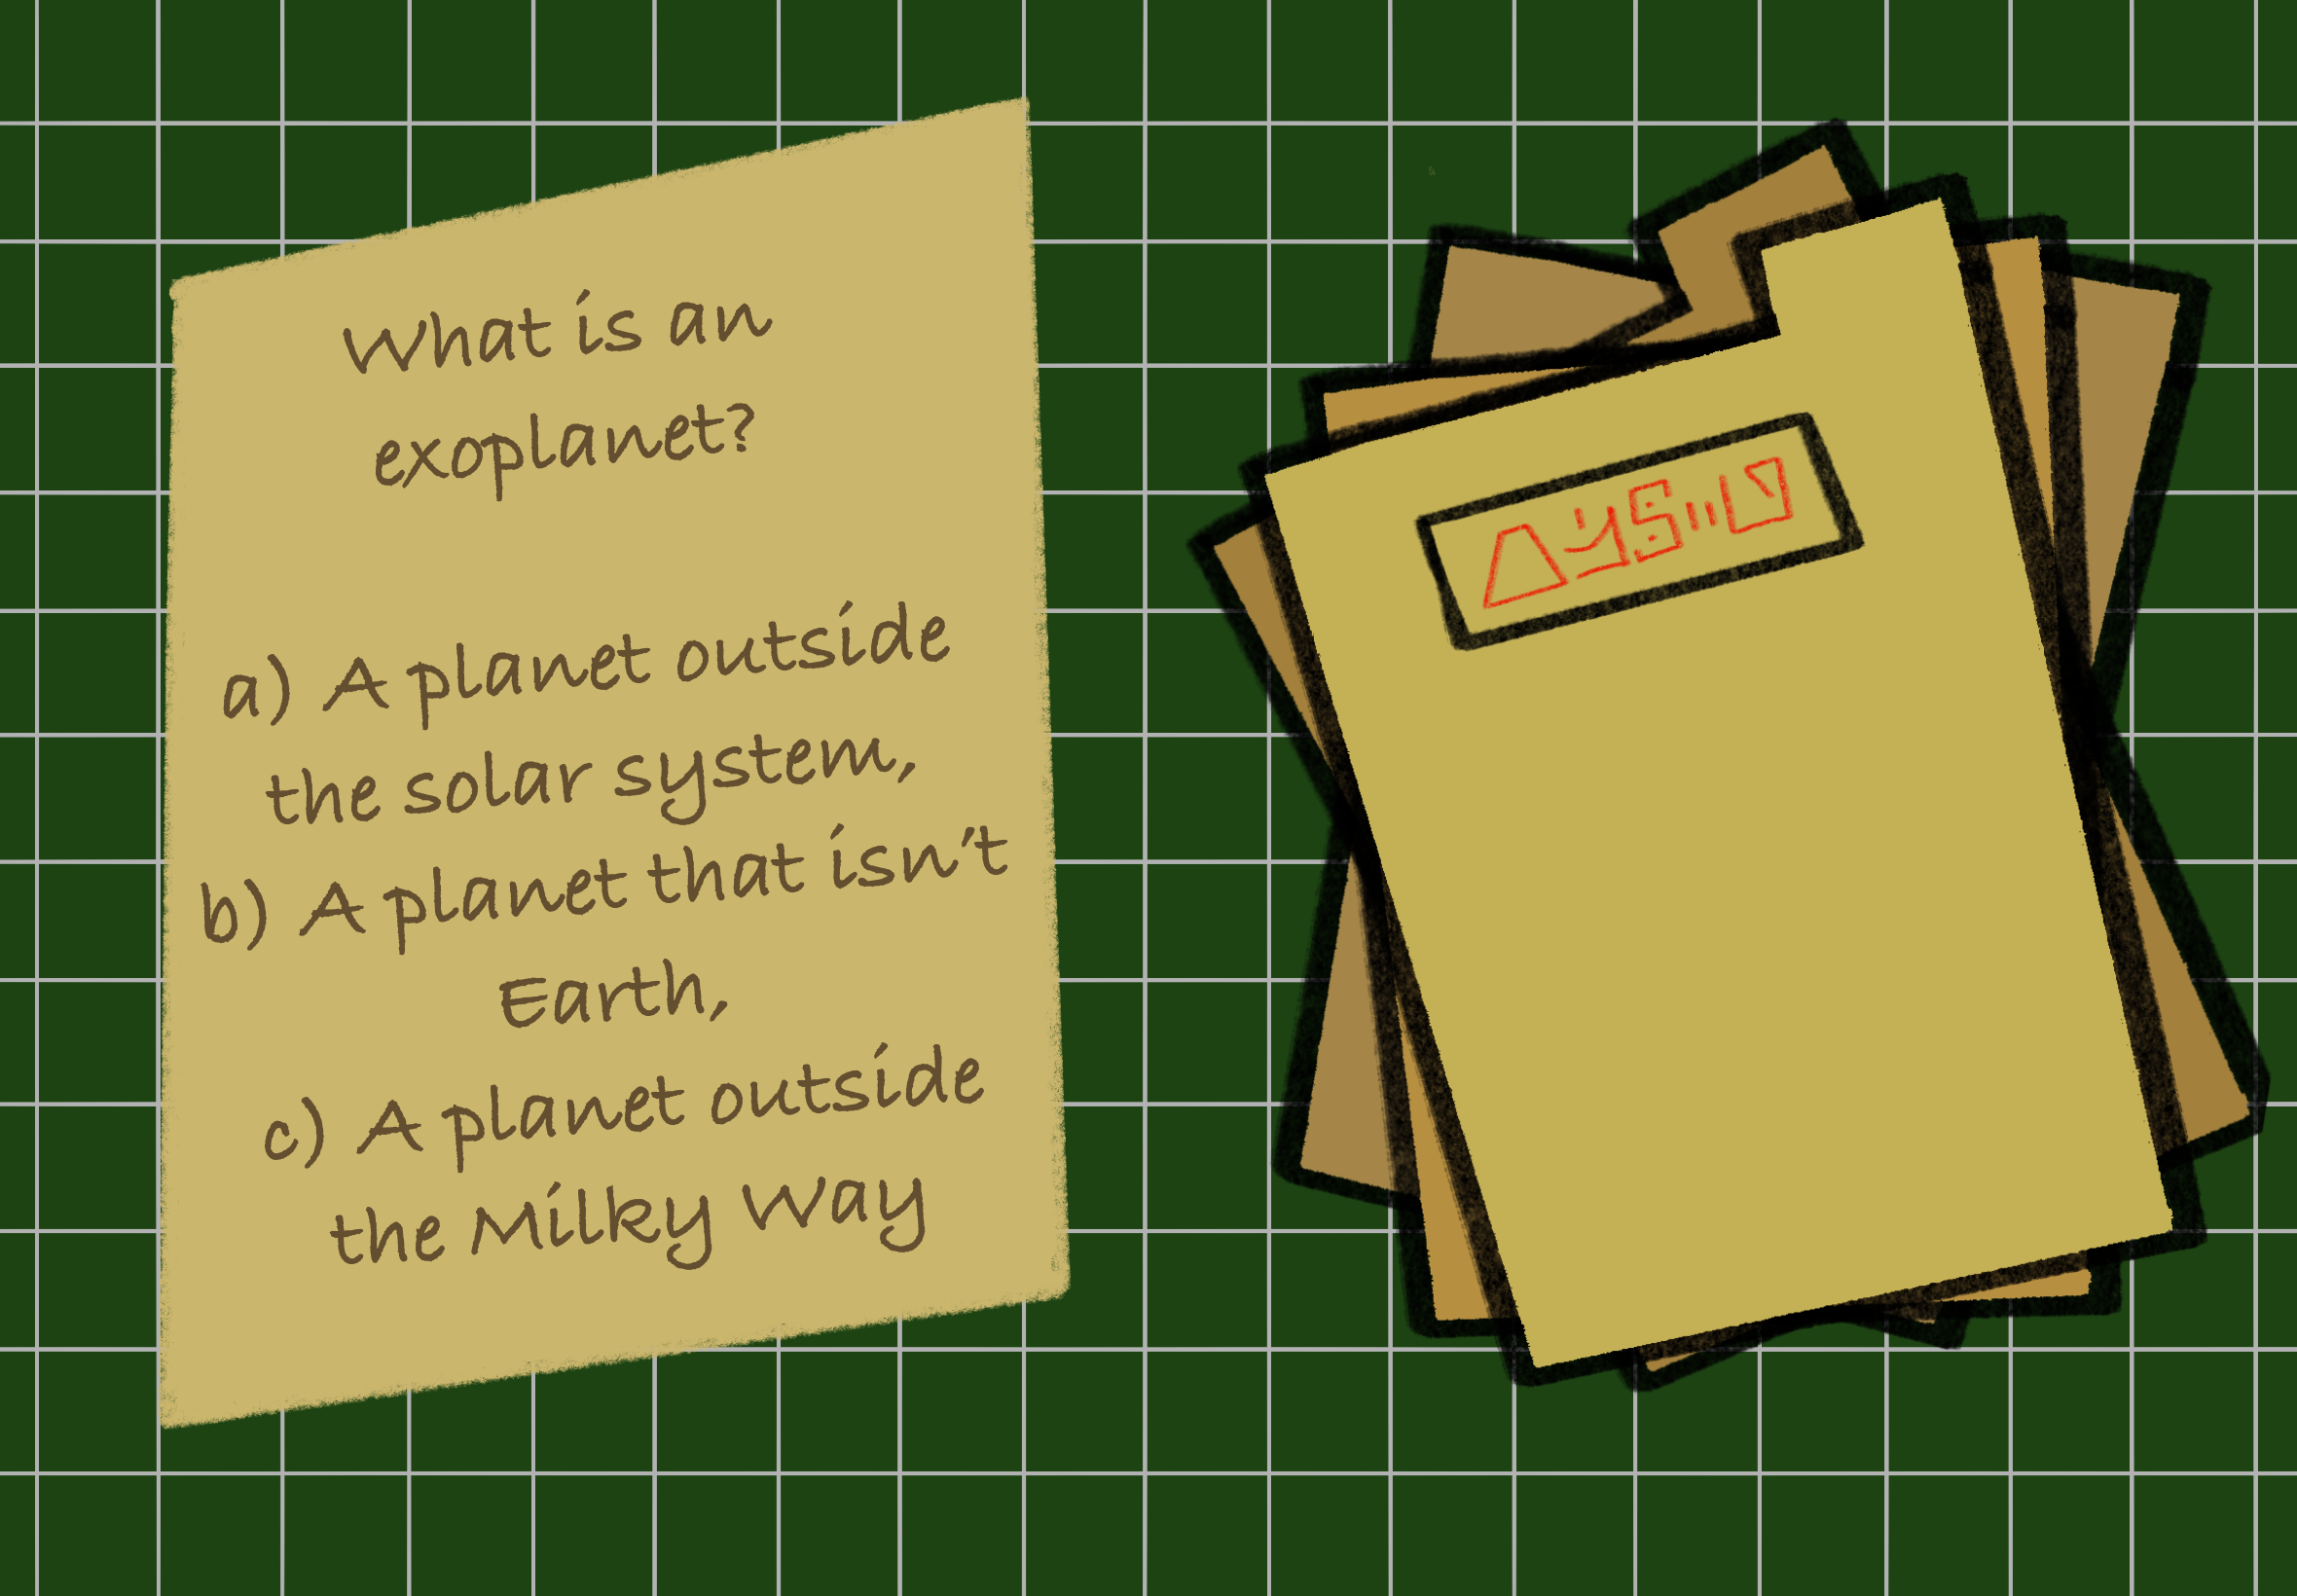 What is an
exoplanet?
a) A planet outside
the solar system,
b) A planet that isn't
Earth,
c) A planet outside
the Milky Way